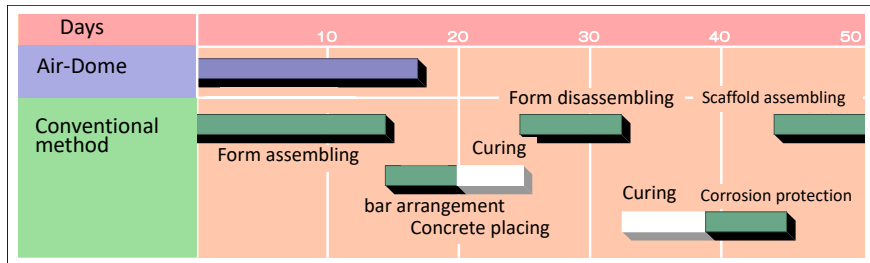 Days
10
20
30
40
50
Air-Dome
Form disassembling
Scaffold assembling
Conventional
method
Form assembling
Curing
bar arrangement
Concrete placing
Curing
Corrosion protection